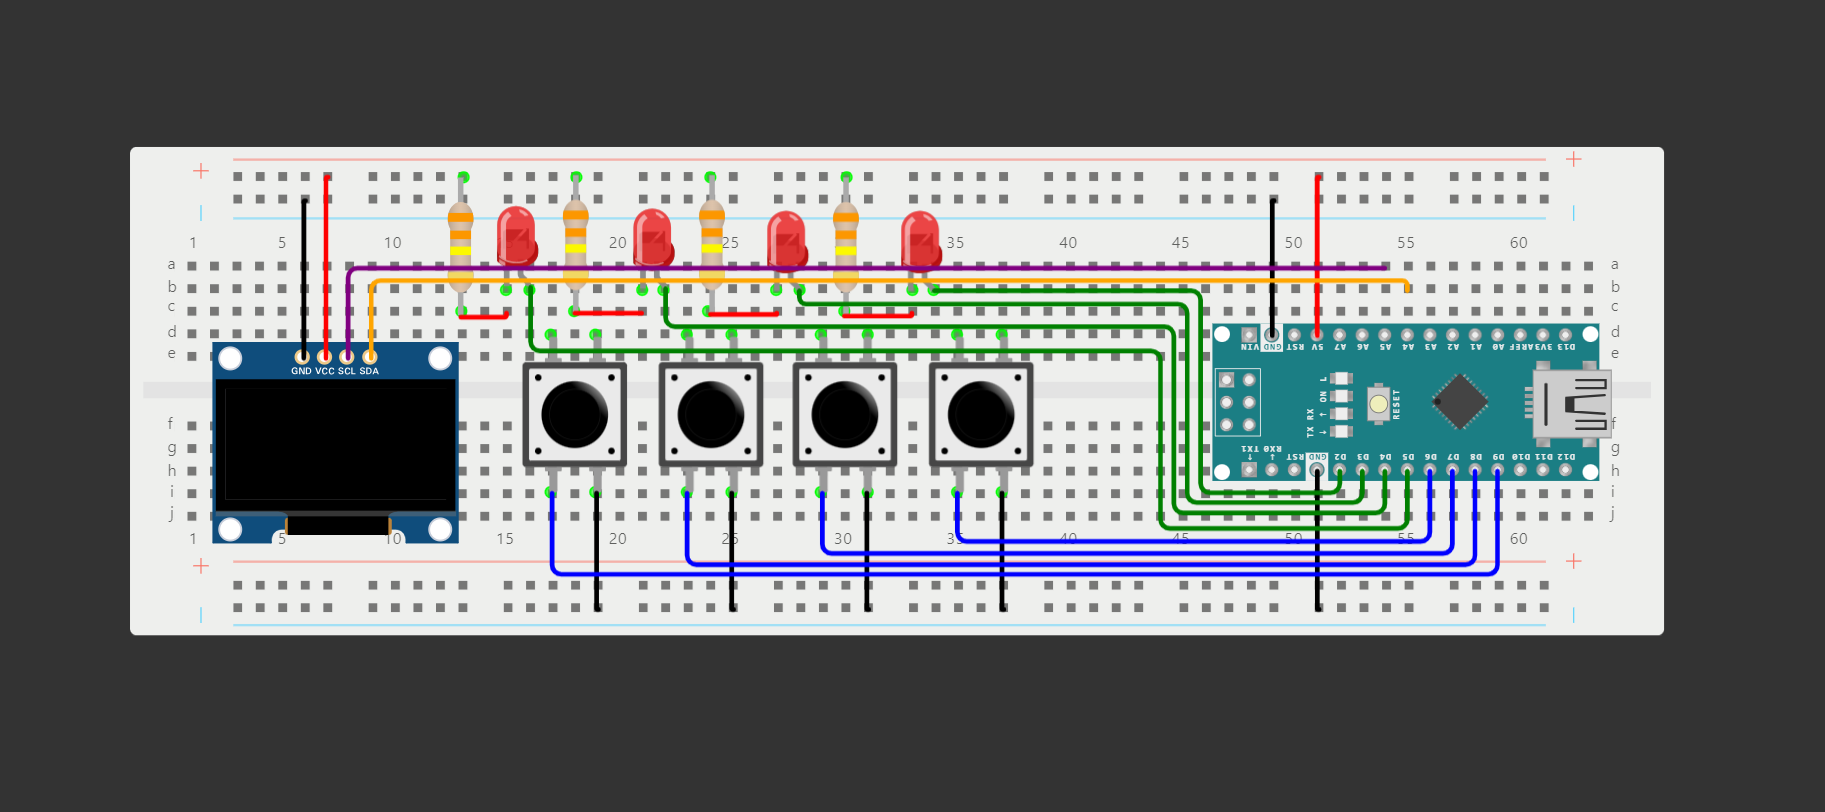 + +
1 5 10 20 25 35 40 45 50 55 60
a a
b b
c c
d d
e e
VIN GND RST 5V A7 A6 A5 A4 A3 A2 A1 A0 AREF 3V3 D13
GND VCC SCL SDA
L
ON
TX RX
RESET
f f
g g
h h
TX1 RX0 RST GND D2 D3 D4 D5 D6 D7 D8 D9 D10 D11 D12
i i
j j
1 5 10 15 20 25 30 35 40 45 50 55 60
+ +